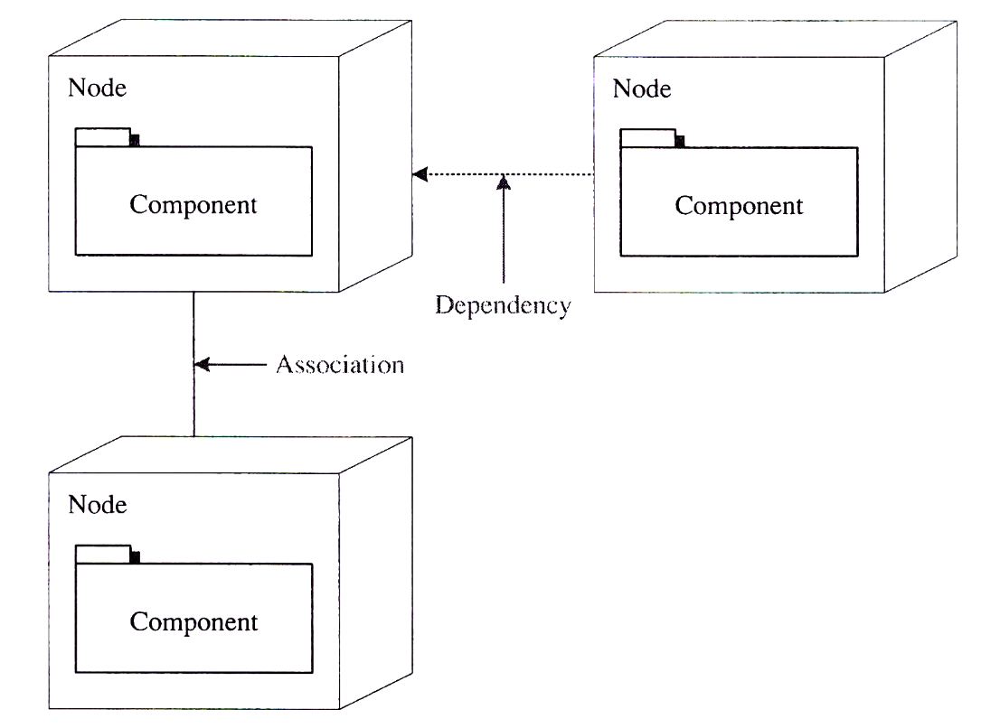 Node
Component
Node
Component
Dependency
Association
Node
Component